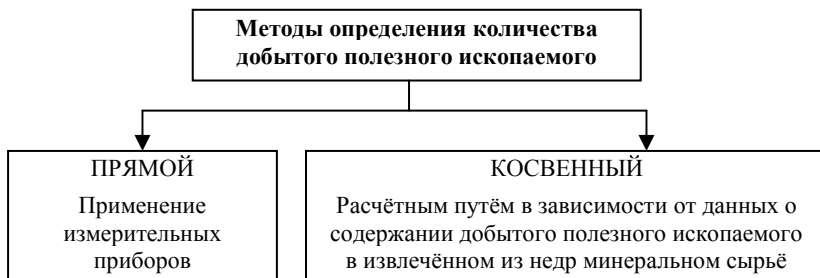 Методы определения количества
добытого полезного ископаемого
ПРЯМОЙ
Применение
измерительных
приборов
КОСВЕННЫЙ
Расчётным путём в зависимости от данных о
содержании добытого полезного ископаемого
в извлечённом из недр минеральном сырьё